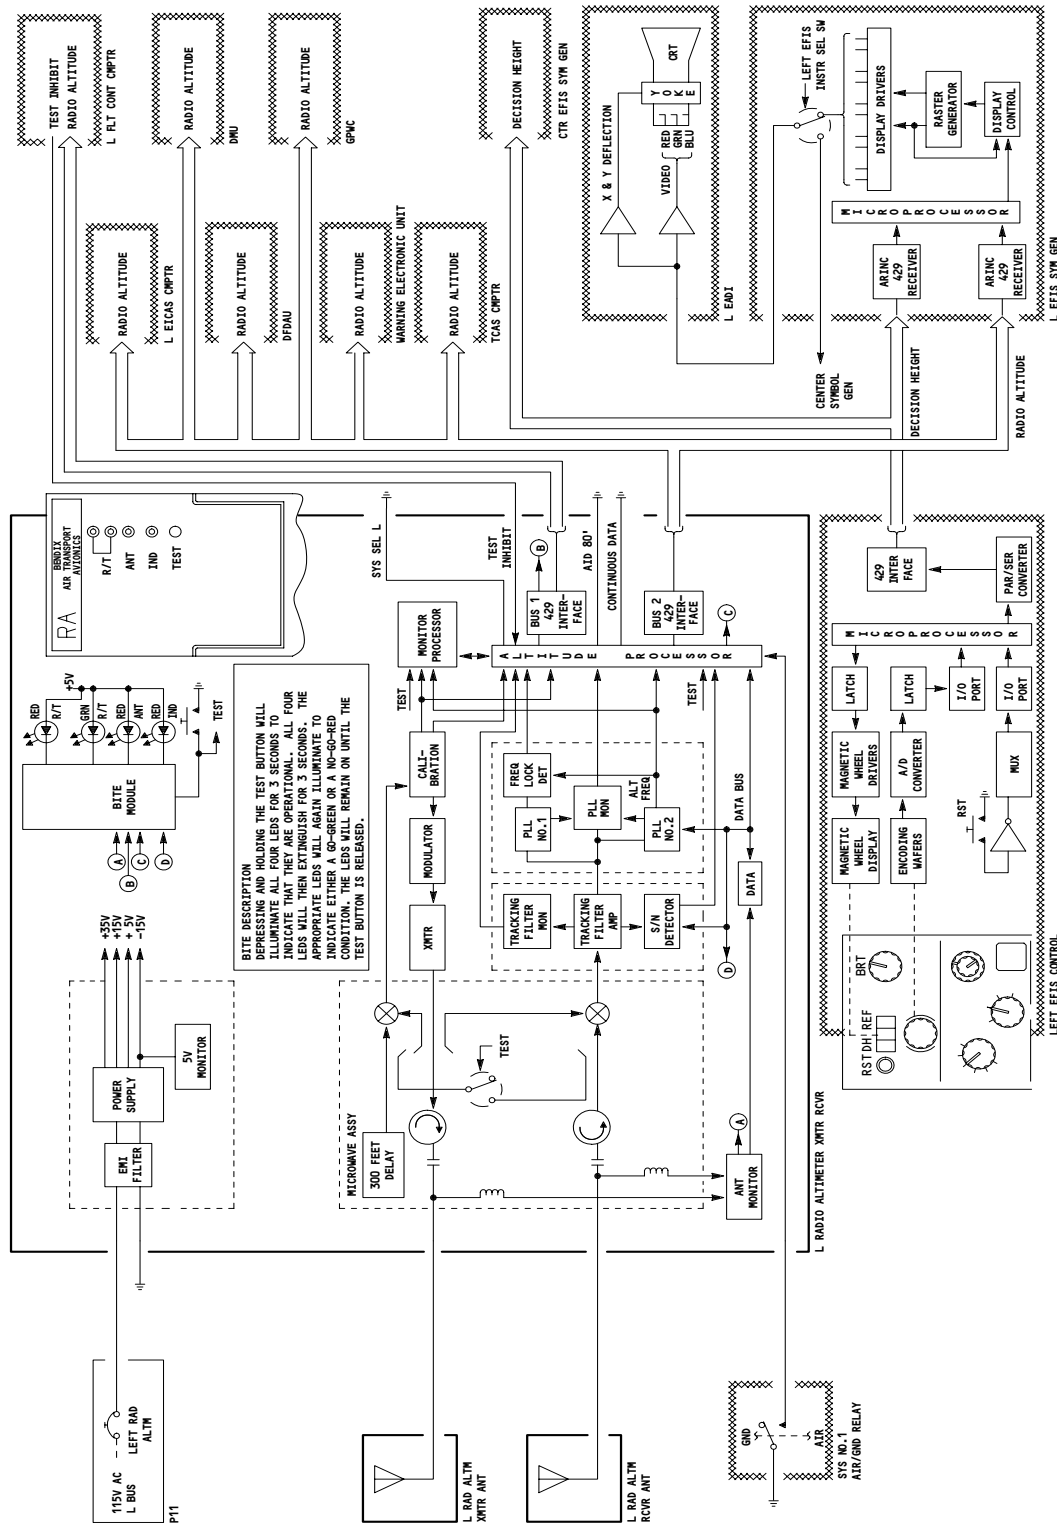 115V AC
L BUS
LEFT RAD
ALTM
P11
L RAD ALTM
XMTR ANT
L RAD ALTM
RCVR ANT
GND
AIR
SYS NO.1
AIR/GND RELAY
EMI
FILTER
POWER
SUPPLY
5V
MONITOR
+35V
+15V
+ 5V
-15V
A
B
C
D
BITE
MODULE
RED
R/T
GRN
R/T
RED
ANT
RED
IND
+5V
TEST
RA
BENDIX
AIR TRANSPORT
AVIONICS
R/T
ANT
IND
TEST
BITE DESCRIPTION
DEPRESSING AND HOLDING THE TEST BUTTON WILL
ILLUMINATE ALL FOUR LEDS FOR 3 SECONDS TO
INDICATE THAT THEY ARE OPERATIONAL. ALL FOUR
LEDS WILL THEN EXTINGUISH FOR 3 SECONDS. THE
APPROPRIATE LEDS WILL AGAIN ILLUMINATE TO
INDICATE EITHER A GO-GREEN OR A NO-GO-RED
CONDITION. THE LEDS WILL REMAIN ON UNTIL THE
TEST BUTTON IS RELEASED.
MICROWAVE ASSY
300 FEET
DELAY
TEST
ANT
MONITOR
A
XMTR
MODULATOR
CALI-
BRATION
TRACKING
FILTER
MON
TRACKING
FILTER
AMP
S/N
DETECTOR
D
DATA
DATA BUS
PLL
NO.1
FREQ
LOCK
DET
PLL
MON
PLL
NO.2
ALT
FREQ
TEST
TEST
MONITOR
PROCESSOR
ALTITUDE PROCESSOR
SYS SEL L
TEST
INHIBIT
B
BUS 1
429
INTER-
FACE
AID 80'
CONTINUOUS DATA
BUS 2
429
INTER-
FACE
C
L RADIO ALTIMETER XMTR RCVR
TEST INHIBIT
RADIO ALTITUDE
L FLT CONT CMPTR
RADIO ALTITUDE
L EICAS CMPTR
RADIO ALTITUDE
DMU
RADIO ALTITUDE
DFDAU
RADIO ALTITUDE
GPWC
RADIO ALTITUDE
WARNING ELECTRONIC UNIT
RADIO ALTITUDE
TCAS CMPTR
DECISION HEIGHT
CTR EFIS SYM GEN
X & Y DEFLECTION
VIDEO
RED
GRN
BLU
YOKE
CRT
L EADI
CENTER
SYMBOL
GEN
LEFT EFIS
INSTR SEL SW
DISPLAY DRIVERS
RASTER
GENERATOR
DISPLAY
CONTROL
MICROPROCESSOR
ARINC
429
RECEIVER
ARINC
429
RECEIVER
L EFIS SYM GEN
DECISION HEIGHT
RADIO ALTITUDE
RST
DH REF
BRT
MAGNETIC
WHEEL
DISPLAY
MAGNETIC
WHEEL
DRIVERS
LATCH
ENCODING
WAFERS
A/D
CONVERTER
LATCH
I/O
PORT
RST
MUX
I/O
PORT
MICROPROCESSOR
429
INTER
FACE
PAR/SER
CONVERTER
LEFT EFIS CONTROL